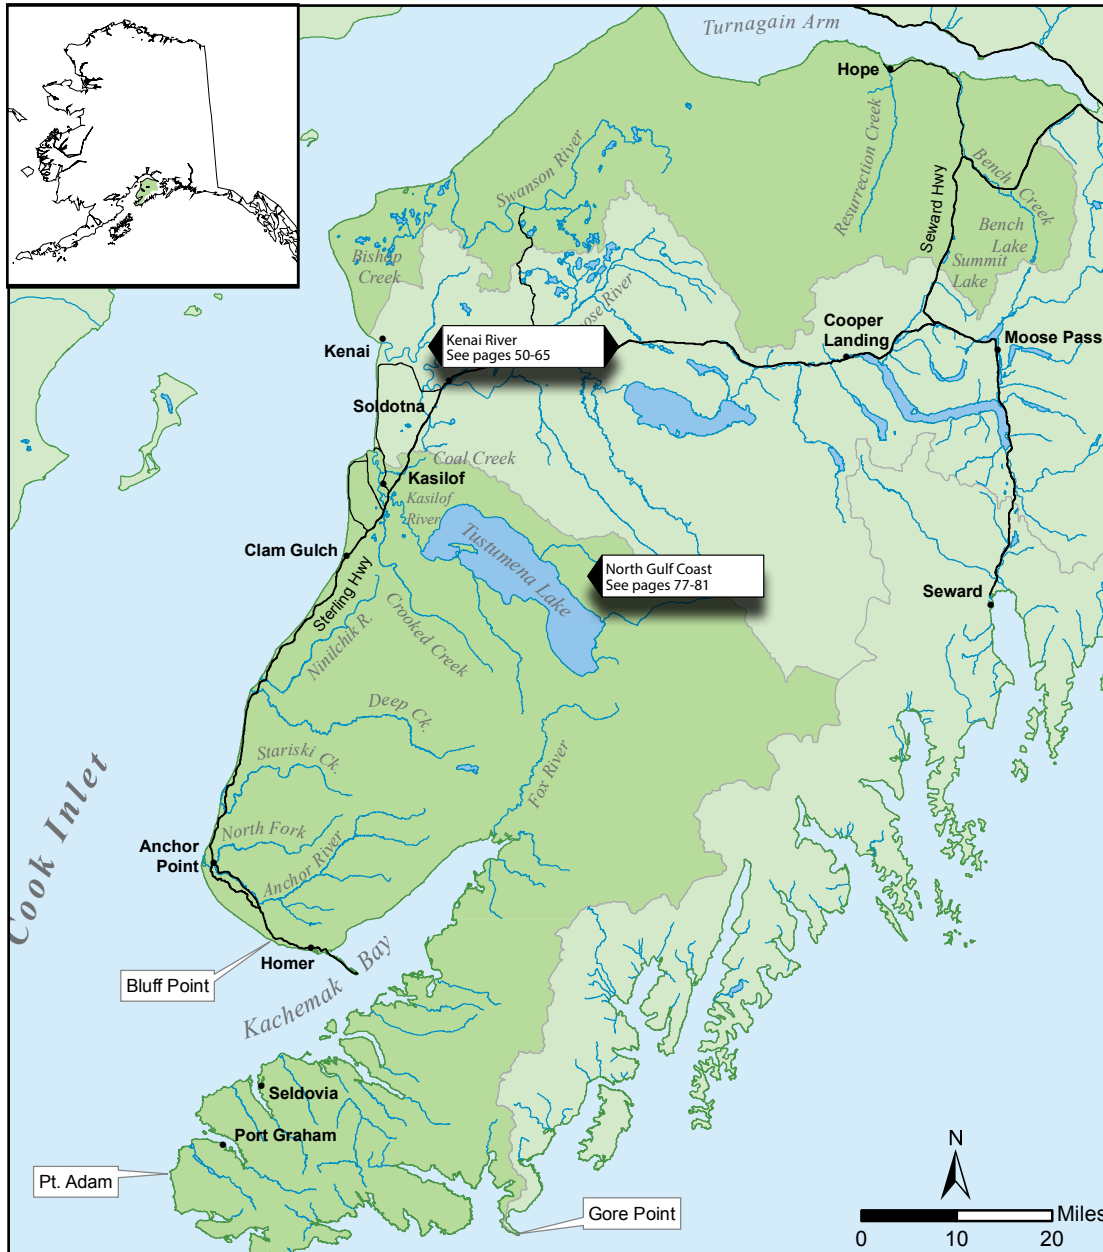 Turnagain Arm
Hope
Resurrection Creek
Seward Hwy
Bench Creek
Bench
Lake
Summit
Lake
Swanson River
Bishop
Creek
Kenai
Kenai River
See pages 50-65
Cooper
Landing
Moose Pass
Soldotna
Coal Creek
Kasilof
Kasilof
River
Clam Gulch
Sterling Hwy
Tustumena Lake
North Gulf Coast
See pages 77-81
Seward
Ninilchik R.
Crooked Creek
Deep Ck.
Stariski Ck.
Fox River
Cook Inlet
North Fork
Anchor
Point
Anchor River
Bluff Point
Homer
Kachemak Bay
Seldovia
Port Graham
Pt. Adam
Gore Point
N
Miles
0 10 20